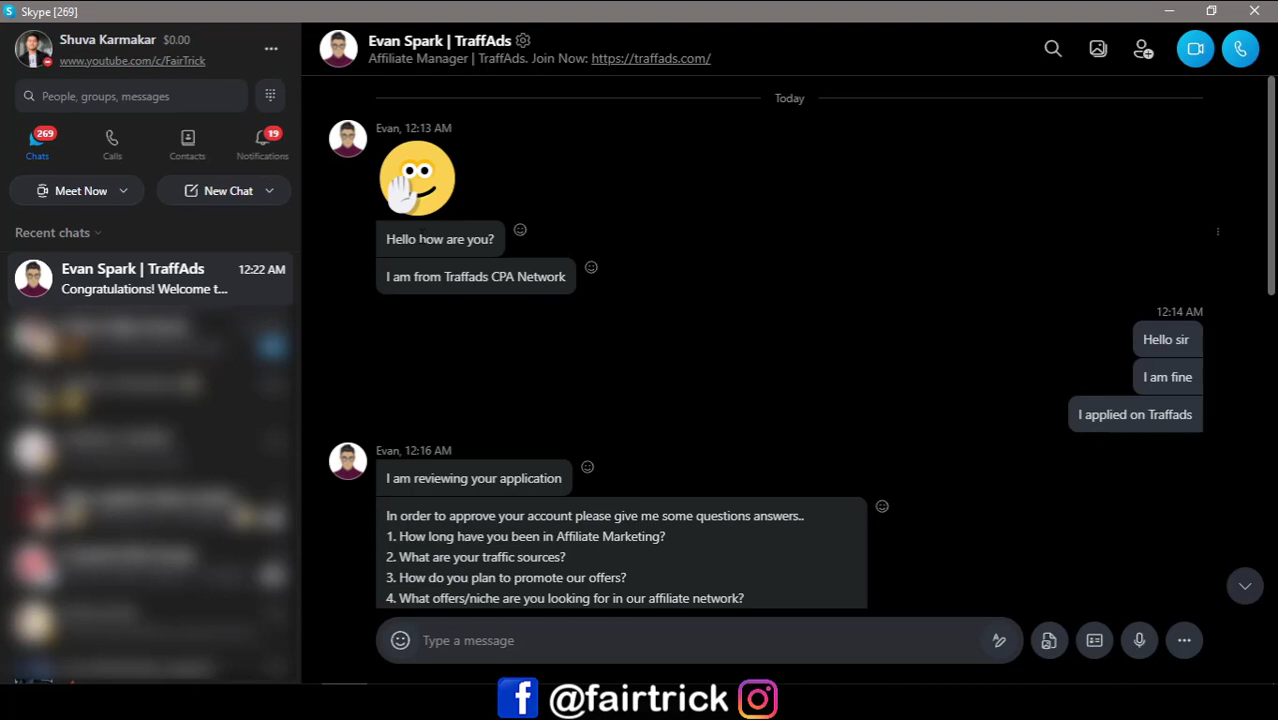 Skype [269]
Shuva Karmakar $0.00
www.youtube.com/c/FairTrick
People, groups, messages
269
19
Chats
Calls
Contacts
Notifications
Meet Now
New Chat
Recent chats
Evan Spark | TraffAds
12:22 AM
Congratulations! Welcome t...
Evan Spark | TraffAds
Affiliate Manager | TraffAds. Join Now: https://traffads.com/
Today
Evan, 12:13 AM
Hello how are you?
I am from Traffads CPA Network
12:14 AM
Hello sir
I am fine
I applied on Traffads
Evan, 12:16 AM
I am reviewing your application
In order to approve your account please give me some questions answers..
1. How long have you been in Affiliate Marketing?
2. What are your traffic sources?
3. How do you plan to promote our offers?
4. What offers/niche are you looking for in our affiliate network?
Type a message
@fairtrick